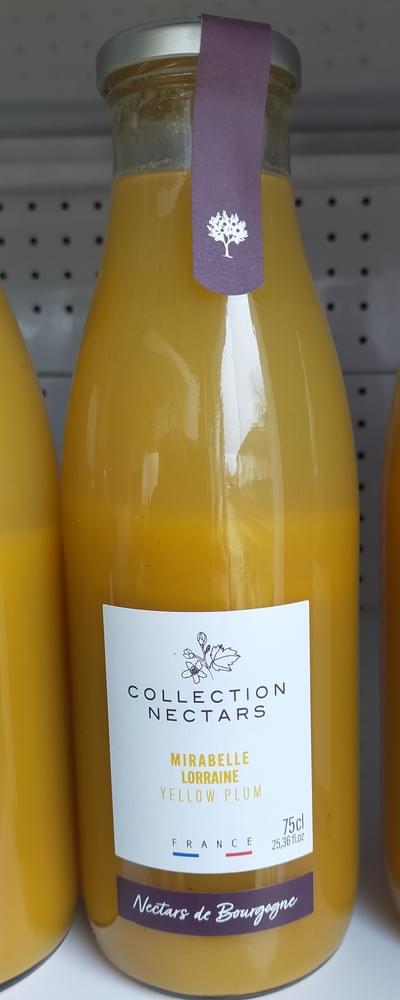 COLLECTION
NECTARS
MIRABELLE
LORRAINE
YELLOW PLUM
75cl
25,36 fl.oz
FRANCE
Nectars de Bourgogne